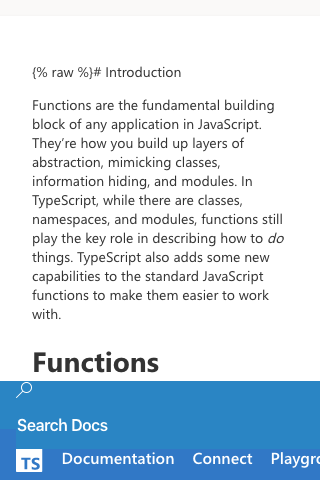 {% raw %}# Introduction
Functions are the fundamental building
block of any application in JavaScript.
They’re how you build up layers of
abstraction, mimicking classes,
information hiding, and modules. In
TypeScript, while there are classes,
namespaces, and modules, functions still
play the key role in describing how to do
things. TypeScript also adds some new
capabilities to the standard JavaScript
functions to make them easier to work
with.
Functions
Search Docs
TS Documentation Connect Playgro